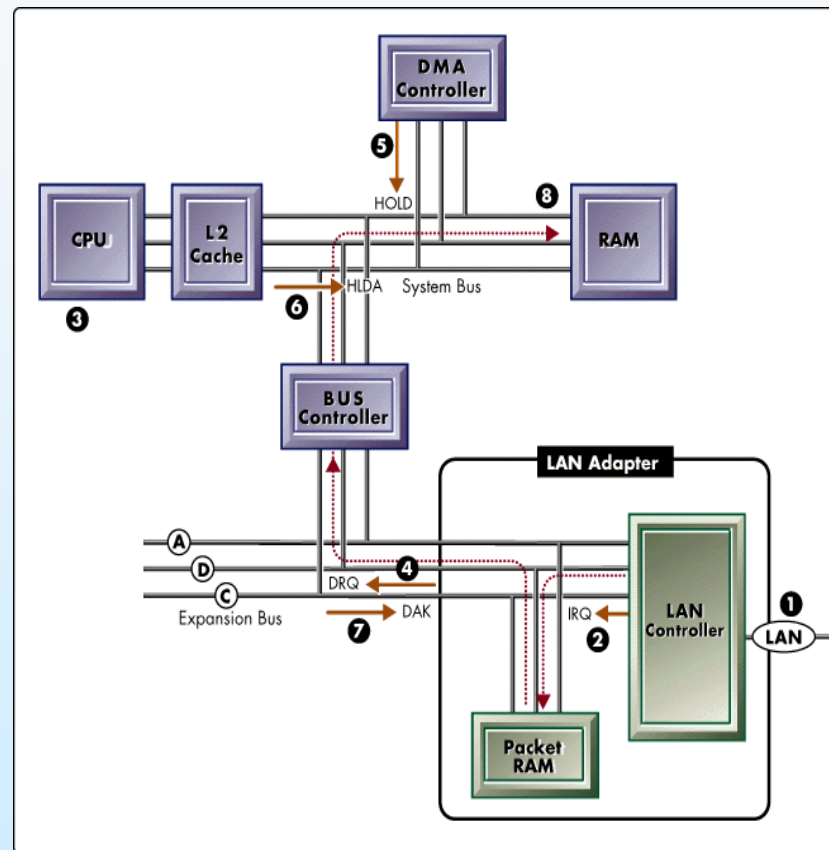 DMA
Controller
5
HOLD
8
CPU
L2
Cache
RAM
3
6
HLDA
System Bus
BUS
Controller
LAN Adapter
A
D
4
DRQ
C
Expansion Bus
7
DAK
IRQ
2
LAN
Controller
1
LAN
Packet
RAM